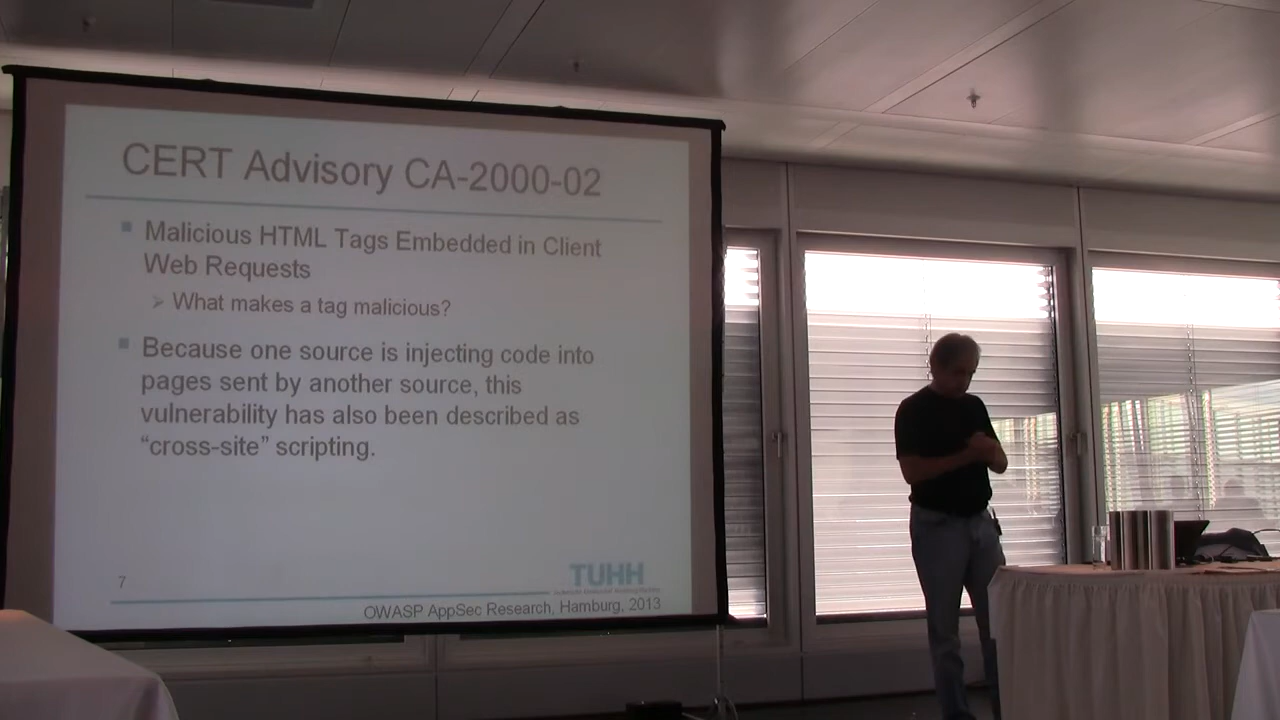 CERT Advisory CA-2000-02
Malicious HTML Tags Embedded in Client
Web Requests
What makes a tag malicious?
Because one source is injecting code into
pages sent by another source, this
vulnerability has also been described as
“cross-site” scripting.
7
TUHH
OWASP AppSec Research, Hamburg, 2013